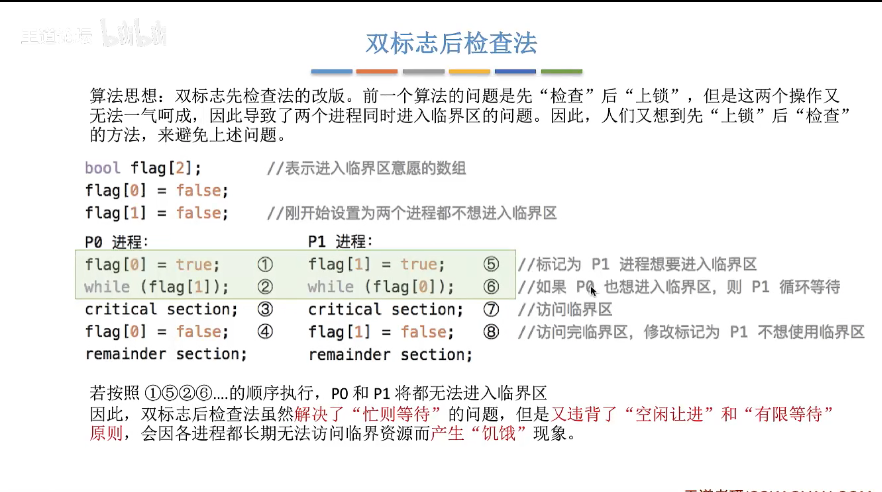 双标志后检查法
算法思想：双标志先检查法的改版。前一个算法的问题是先“检查”后“上锁”，但是这两个操作又
无法一气呵成，因此导致了两个进程同时进入临界区的问题。因此，人们又想到先“上锁”后“检查”
的方法，来避免上述问题。
bool flag[2]; //表示进入临界区意愿的数组
flag[0] = false;
flag[1] = false; //刚开始设置为两个进程都不想进入临界区
P0 进程： P1 进程：
flag[0] = true; ① flag[1] = true; ⑤ //标记为 P1 进程想要进入临界区
while (flag[1]); ② while (flag[0]); ⑥ //如果 P0 也想进入临界区，则 P1 循环等待
critical section; ③ critical section; ⑦ //访问临界区
flag[0] = false; ④ flag[1] = false; ⑧ //访问完临界区，修改标记为 P1 不想使用临界区
remainder section; remainder section;
若按照 ①⑤②⑥....的顺序执行，P0 和 P1 将都无法进入临界区
因此，双标志后检查法虽然解决了“忙则等待”的问题，但是又违背了“空闲让进”和“有限等待”
原则，会因各进程都长期无法访问临界资源而产生“饥饿”现象。